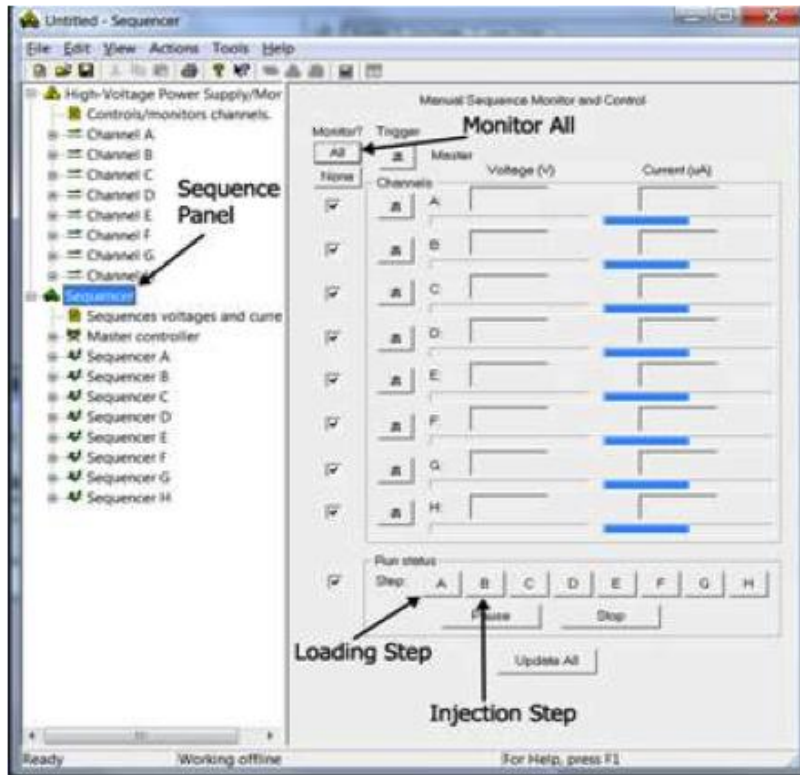 Untitled - Sequencer
File Edit View Actions Tools Help
High-Voltage Power Supply/Mor
Controls/monitors channels.
Channel A
Channel B
Channel C
Channel D
Channel E
Channel F
Channel G
Channel
Sequencer
Sequences voltages and curre
Master controller
Sequencer A
Sequencer B
Sequencer C
Sequencer D
Sequencer E
Sequencer F
Sequencer G
Sequencer H
Sequence
Panel
Manual Sequence Monitor and Control
Monitor? Trigger
Monitor All
All
Master
None
Voltage (V) Current (uA)
Channels
A:
B:
C:
D:
E:
F:
G:
H:
Run status
Step: A B C D E F G H
Pause Stop
Loading Step
Update All
Injection Step
Ready Working offline For Help, press F1